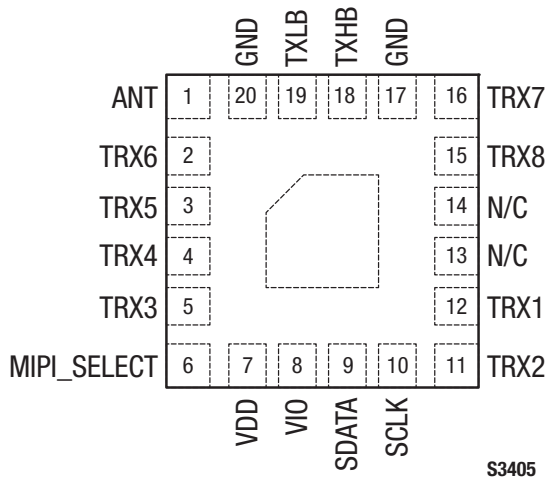 GND TXLB TXHB GND
ANT 1 20 19 18 17 16 TRX7
TRX6 2 15 TRX8
TRX5 3 14 N/C
TRX4 4 13 N/C
TRX3 5 12 TRX1
MIPI_SELECT 6 7 8 9 10 11 TRX2
VDD VIO SDATA SCLK
S3405